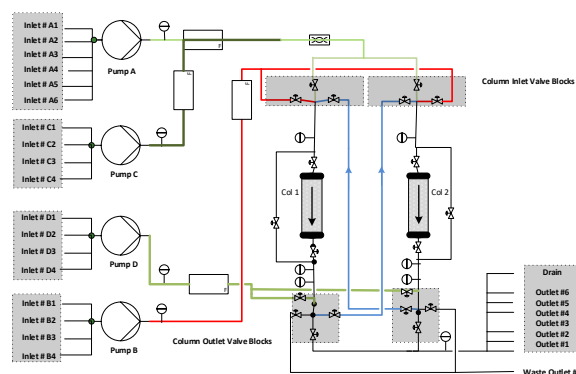 Inlet # A1
Inlet # A2
Inlet # A3
Inlet # A4
Inlet # A5
Inlet # A6
Pump A
Column Inlet Valve Blocks
Inlet # C1
Inlet # C2
Inlet # C3
Inlet # C4
Pump C
Col 1
Col 2
Inlet # D1
Inlet # D2
Inlet # D3
Inlet # D4
Pump D
Inlet # B1
Inlet # B2
Inlet # B3
Inlet # B4
Pump B
Column Outlet Valve Blocks
Drain
Outlet #6
Outlet #5
Outlet #4
Outlet #3
Outlet #2
Outlet #1
Waste Outlet #
F
F